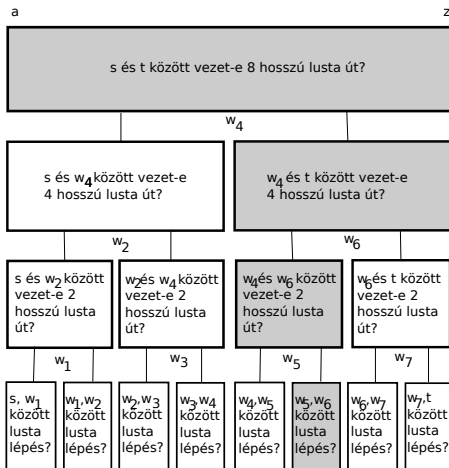 a z
s és t között vezet-e 8 hosszú lusta út?
w4
s és w4 között vezet-e
4 hosszú lusta út?
w4 és t között vezet-e
4 hosszú lusta út?
w2
w6
s és w2 között
vezet-e 2
hosszú lusta
út?
w2 és w4 között
vezet-e 2
hosszú lusta
út?
w4 és w6 között
vezet-e 2
hosszú lusta
út?
w6 és t között
vezet-e 2
hosszú lusta
út?
w1
w3
w5
w7
s, w1
között
lusta
lépés?
w1,w2
között
lusta
lépés?
w2,w3
között
lusta
lépés?
w3,w4
között
lusta
lépés?
w4,w5
között
lusta
lépés?
w5,w6
között
lusta
lépés?
w6,w7
között
lusta
lépés?
w7,t
között
lusta
lépés?